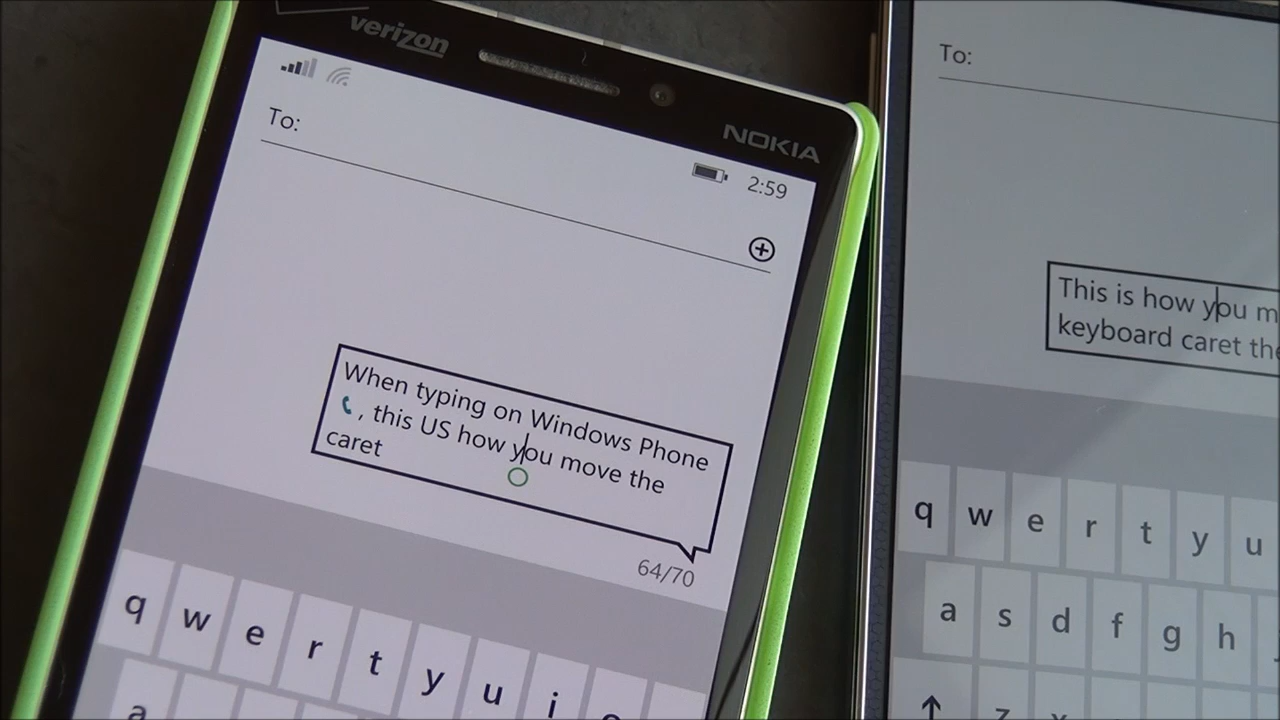 verizon
NOKIA
2:59
To:
When typing on Windows Phone
📞, this US how you move the
caret
64/70
q w e r t y u i
a
To:
This is how you m
keyboard caret the
q w e r t y u
a s d f g h
z x